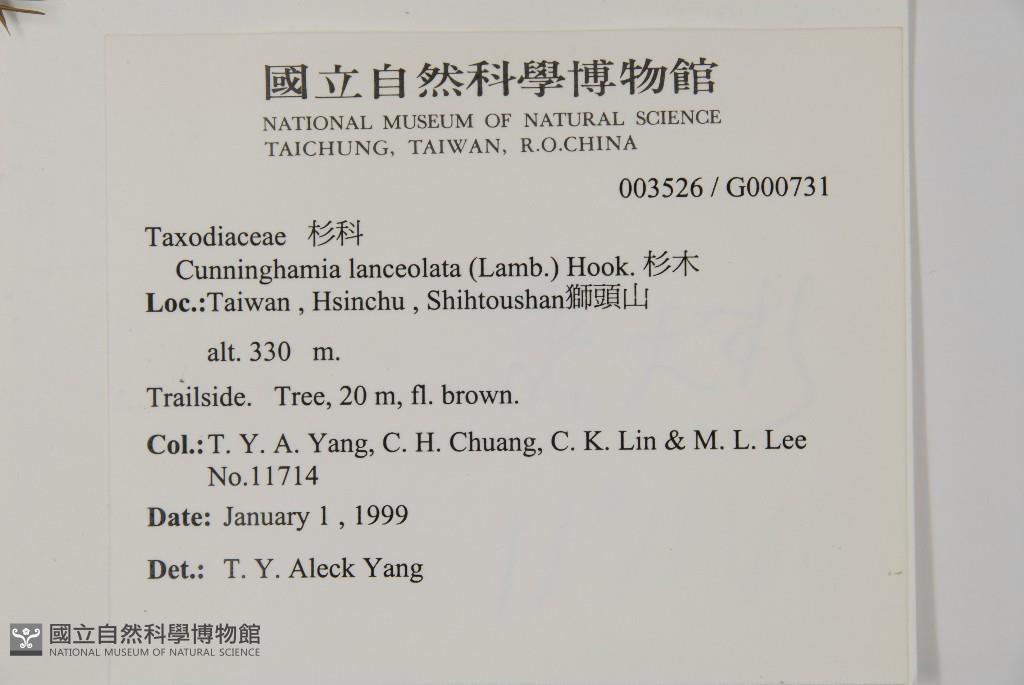 國立自然科學博物館
NATIONAL MUSEUM OF NATURAL SCIENCE
TAICHUNG, TAIWAN, R.O.CHINA
003526 / G000731
Taxodiaceae 杉科
Cunninghamia lanceolata (Lamb.) Hook. 杉木
Loc.:Taiwan , Hsinchu , Shihtoushan獅頭山
alt. 330 m.
Trailside. Tree, 20 m, fl. brown.
Col.: T. Y. A. Yang, C. H. Chuang, C. K. Lin & M. L. Lee
No.11714
Date: January 1 , 1999
Det.: T. Y. Aleck Yang
國立自然科學博物館
NATIONAL MUSEUM OF NATURAL SCIENCE